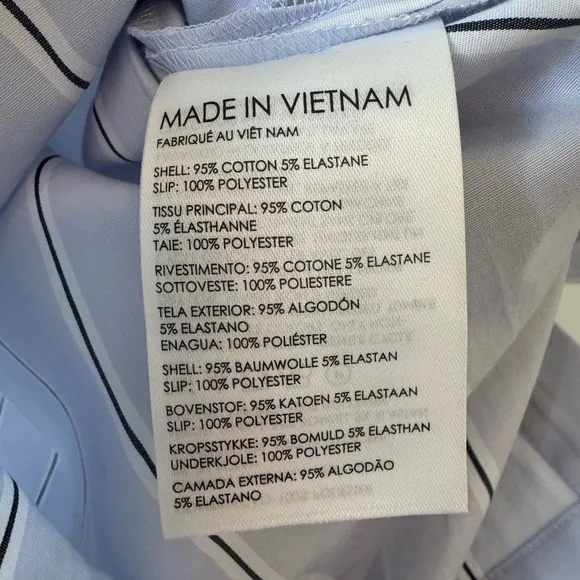 MADE IN VIETNAM
FABRIQUÉ AU VIÊT NAM
SHELL: 95% COTTON 5% ELASTANE
SLIP: 100% POLYESTER
TISSU PRINCIPAL: 95% COTON
5% ÉLASTHANNE
TAIE: 100% POLYESTER
RIVESTIMENTO: 95% COTONE 5% ELASTANE
SOTTOVESTE: 100% POLIESTERE
TELA EXTERIOR: 95% ALGODÓN
5% ELASTANO
ENAGUA: 100% POLIÉSTER
SHELL: 95% BAUMWOLLE 5% ELASTAN
SLIP: 100% POLYESTER
BOVENSTOF: 95% KATOEN 5% ELASTAAN
SLIP: 100% POLYESTER
KROPSSTYKKE: 95% BOMULD 5% ELASTHAN
UNDERKJOLE: 100% POLYESTER
CAMADA EXTERNA: 95% ALGODÃO
5% ELASTANO